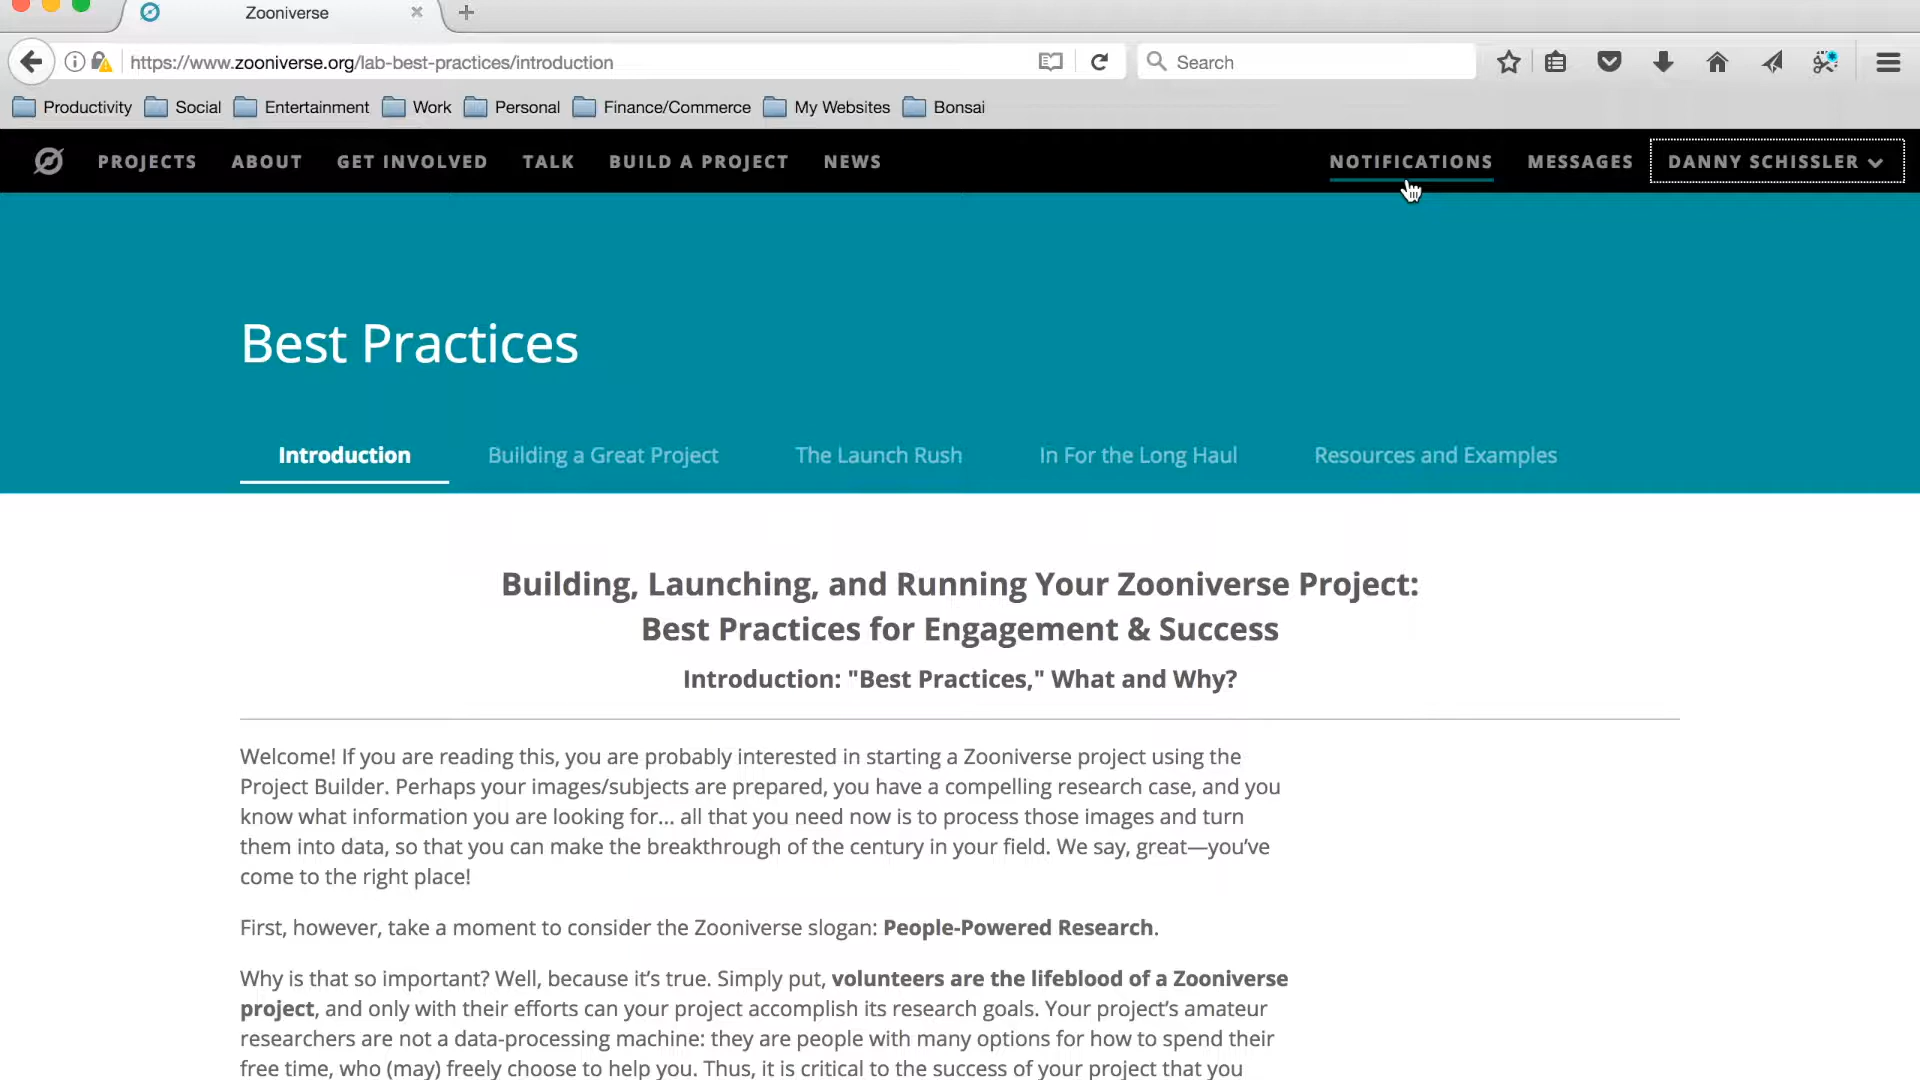 Zooniverse
https://www.zooniverse.org/lab-best-practices/introduction
Search
Productivity Social Entertainment Work Personal Finance/Commerce My Websites Bonsai
PROJECTS ABOUT GET INVOLVED TALK BUILD A PROJECT NEWS NOTIFICATIONS MESSAGES DANNY SCHISSLER
Best Practices
Introduction Building a Great Project The Launch Rush In For the Long Haul Resources and Examples
Building, Launching, and Running Your Zooniverse Project:
Best Practices for Engagement & Success
Introduction: "Best Practices," What and Why?
Welcome! If you are reading this, you are probably interested in starting a Zooniverse project using the
Project Builder. Perhaps your images/subjects are prepared, you have a compelling research case, and you
know what information you are looking for... all that you need now is to process those images and turn
them into data, so that you can make the breakthrough of the century in your field. We say, great—you’ve
come to the right place!
First, however, take a moment to consider the Zooniverse slogan: People-Powered Research.
Why is that so important? Well, because it’s true. Simply put, volunteers are the lifeblood of a Zooniverse
project, and only with their efforts can your project accomplish its research goals. Your project’s amateur
researchers are not a data-processing machine: they are people with many options for how to spend their
free time, who (may) freely choose to help you. Thus, it is critical to the success of your project that you